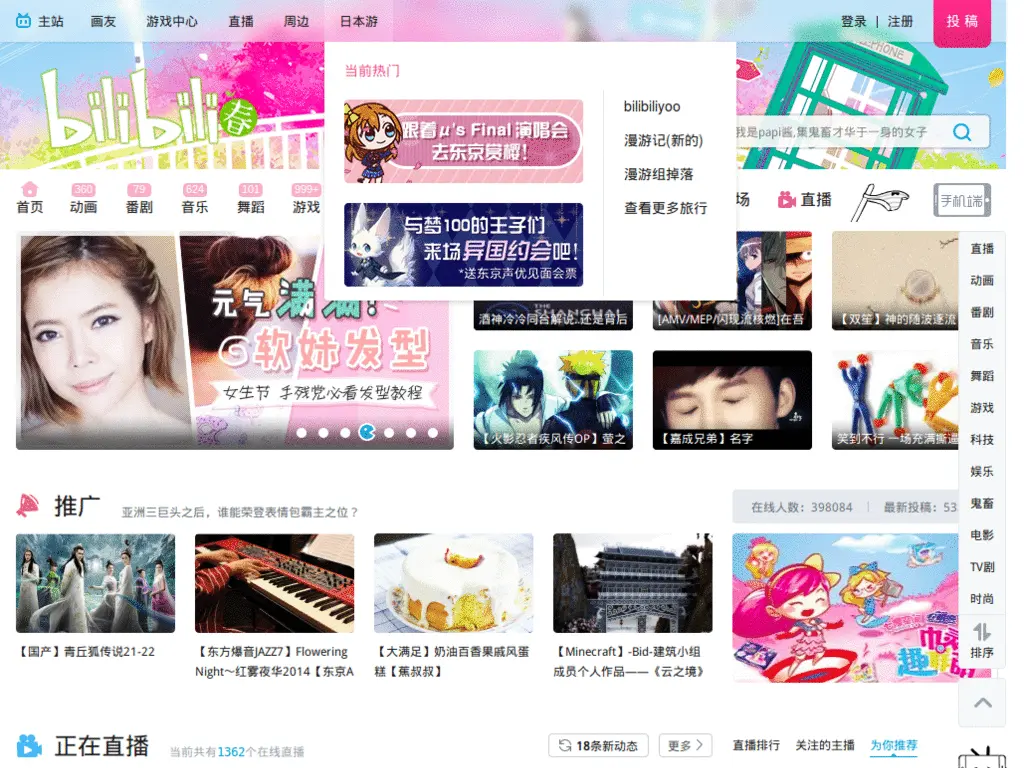 主站 画友 游戏中心 直播 周边 日本游 登录 | 注册 投稿
当前热门
跟着μ's Final 演唱会
去东京赏樱!
与梦100的王子们
来场异国约会吧!
*送东京声优见面会票
bilibiliyoo
漫游记(新的)
漫游组掉落
查看更多旅行
bilibili 春
PHONE
我是papi酱,集鬼畜才华于一身的女子
360 79 624 101 999+
首页 动画 番剧 音乐 舞蹈 游戏 场 直播 手机端
元气满满!
软妹发型
女生节 手残党必看发型教程
酒神冷冷同台解说.还是背后
[AMV/MEP/闪现流核燃]在吾
【双笙】神的随波逐流
【火影忍者疾风传OP】萤之
【嘉成兄弟】名字
笑到不行 一场充满撕逼
直播
动画
番剧
音乐
舞蹈
游戏
科技
娱乐
鬼畜
电影
TV剧
时尚
排序
推广 亚洲三巨头之后，谁能荣登表情包霸主之位？
在线人数：398084 最新投稿：53
【国产】青丘狐传说21-22
【东方爆音JAZZ7】Flowering
Night～红雾夜华2014【东京A
【大满足】奶油百香果戚风蛋
糕【蕉叔叔】
【Minecraft】-Bid-建筑小组
成员个人作品——《云之境》
正在直播 当前共有1362个在线直播
18条新动态 更多
直播排行 关注的主播 为你推荐